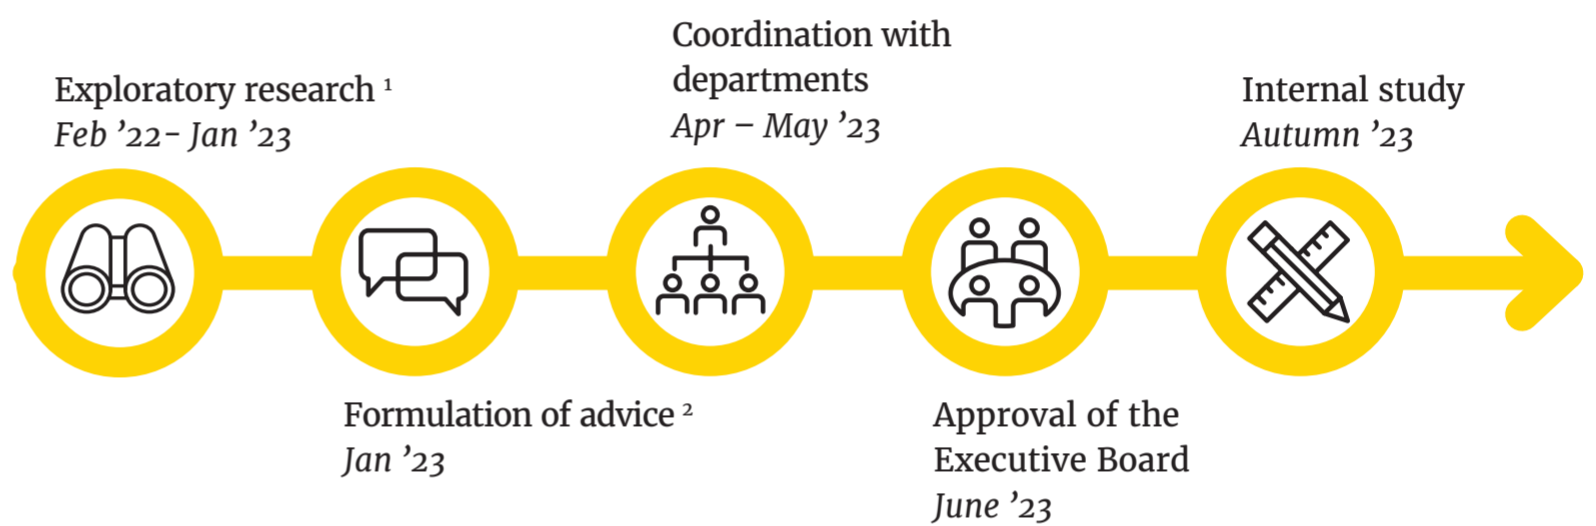 Exploratory research ¹
Feb ’22- Jan ’23
Formulation of advice ²
Jan ’23
Coordination with
departments
Apr – May ’23
Approval of the
Executive Board
June ’23
Internal study
Autumn ’23